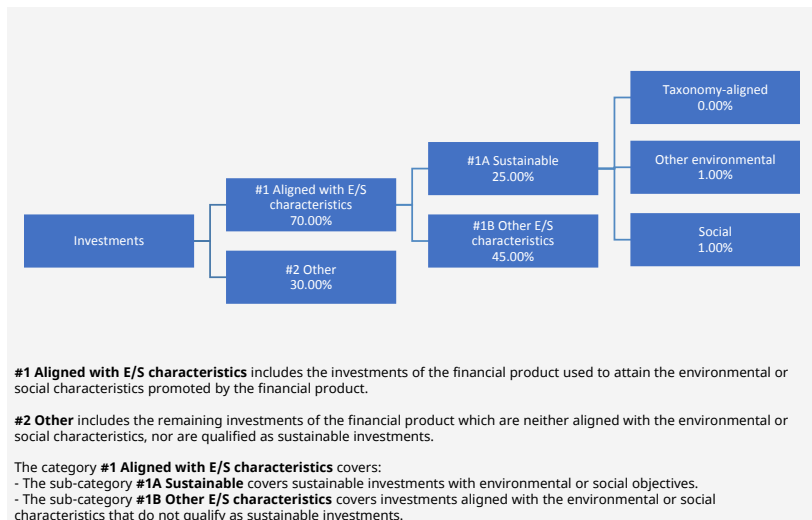 Taxonomy-aligned
0.00%
#1A Sustainable
25.00%
Other environmental
1.00%
#1 Aligned with E/S
characteristics
70.00%
#1B Other E/S
characteristics
45.00%
Social
1.00%
Investments
#2 Other
30.00%
#1 Aligned with E/S characteristics includes the investments of the financial product used to attain the environmental or
social characteristics promoted by the financial product.
#2 Other includes the remaining investments of the financial product which are neither aligned with the environmental or
social characteristics, nor are qualified as sustainable investments.
The category #1 Aligned with E/S characteristics covers:
- The sub-category #1A Sustainable covers sustainable investments with environmental or social objectives.
- The sub-category #1B Other E/S characteristics covers investments aligned with the environmental or social
characteristics that do not qualify as sustainable investments.